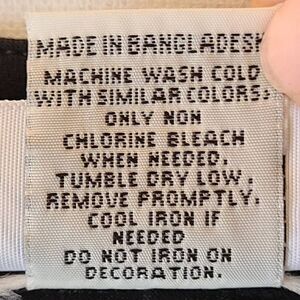 MADE IN BANGLADESH
MACHINE WASH COLD
WITH SIMILAR COLORS;
ONLY NON
CHLORINE BLEACH
WHEN NEEDED.
TUMBLE DRY LOW,
REMOVE PROMPTLY.
COOL IRON IF
NEEDED
DO NOT IRON ON
DECORATION.